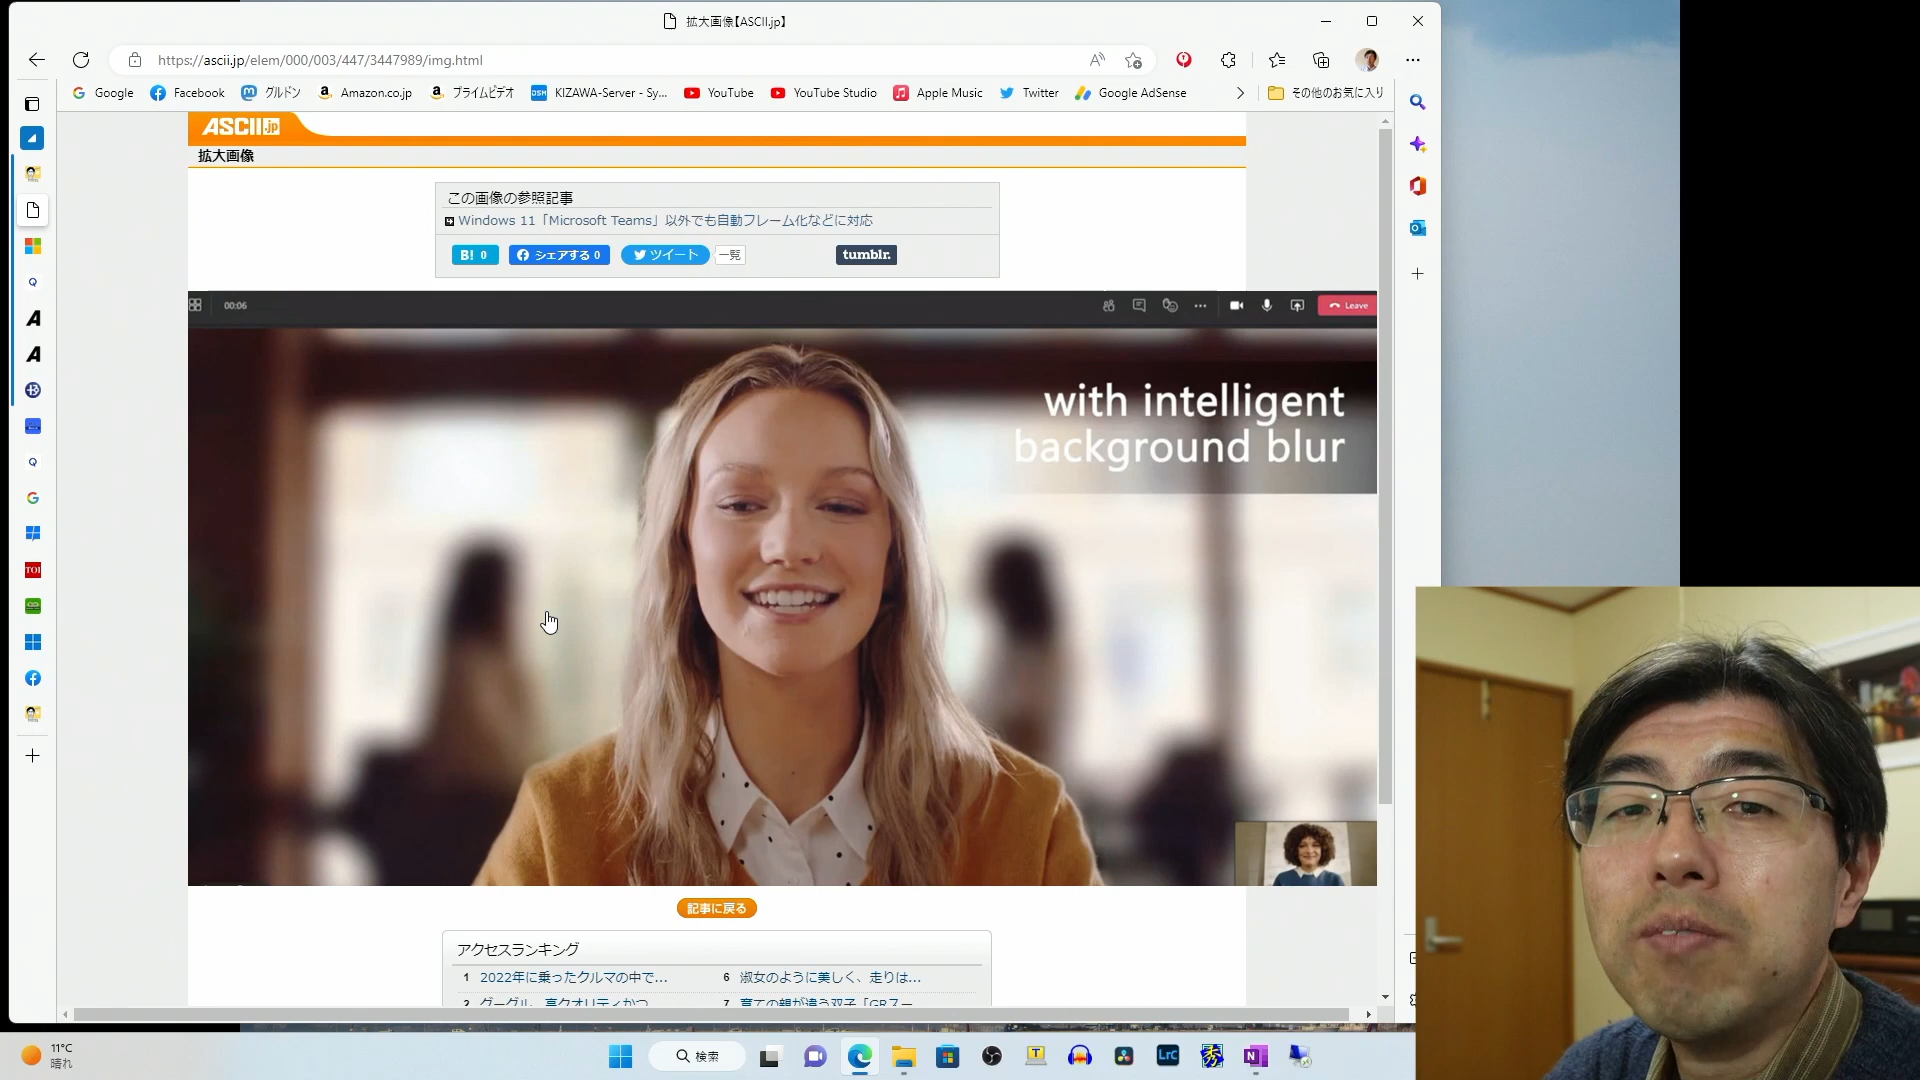 拡大画像【ASCII.jp】
https://ascii.jp/elem/000/003/447/3447989/img.html
Google
Facebook
グルドン
Amazon.co.jp
プライムビデオ
KIZAWA-Server - Sy...
YouTube
YouTube Studio
Apple Music
Twitter
Google AdSense
その他のお気に入り
ASCII.jp
拡大画像
この画像の参照記事
Windows 11「Microsoft Teams」以外でも自動フレーム化などに対応
B! 0
シェアする 0
ツイート
一覧
tumblr.
00:06
Leave
with intelligent
background blur
記事に戻る
アクセスランキング
1 2022年に乗ったクルマの中で...
6 淑女のように美しく、走りは...
TOI
11°C
晴れ
検索
LrC
秀